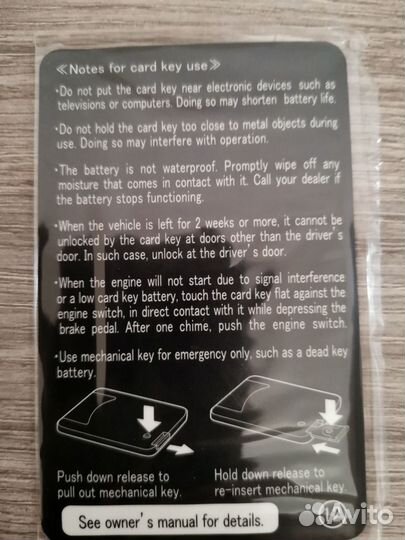 ≪Notes for card key use≫
·Do not put the card key near electronic devices such as
televisions or computers. Doing so may shorten battery life.
·Do not hold the card key too close to metal objects during
use. Doing so may interfere with operation.
·The battery is not waterproof. Promptly wipe off any
moisture that comes in contact with it. Call your dealer if
the battery stops functioning.
·When the vehicle is left for 2 weeks or more, it cannot be
unlocked by the card key at doors other than the driver's
door. In such case, unlock at the driver's door.
·When the engine will not start due to signal interference
or a low card key battery, touch the card key flat against the
engine switch, in direct contact with it while depressing the
brake pedal. After one chime, push the engine switch.
·Use mechanical key for emergency only, such as a dead key
battery.
Push down release to
pull out mechanical key.
Hold down release to
re-insert mechanical key.
See owner's manual for details.
Avito